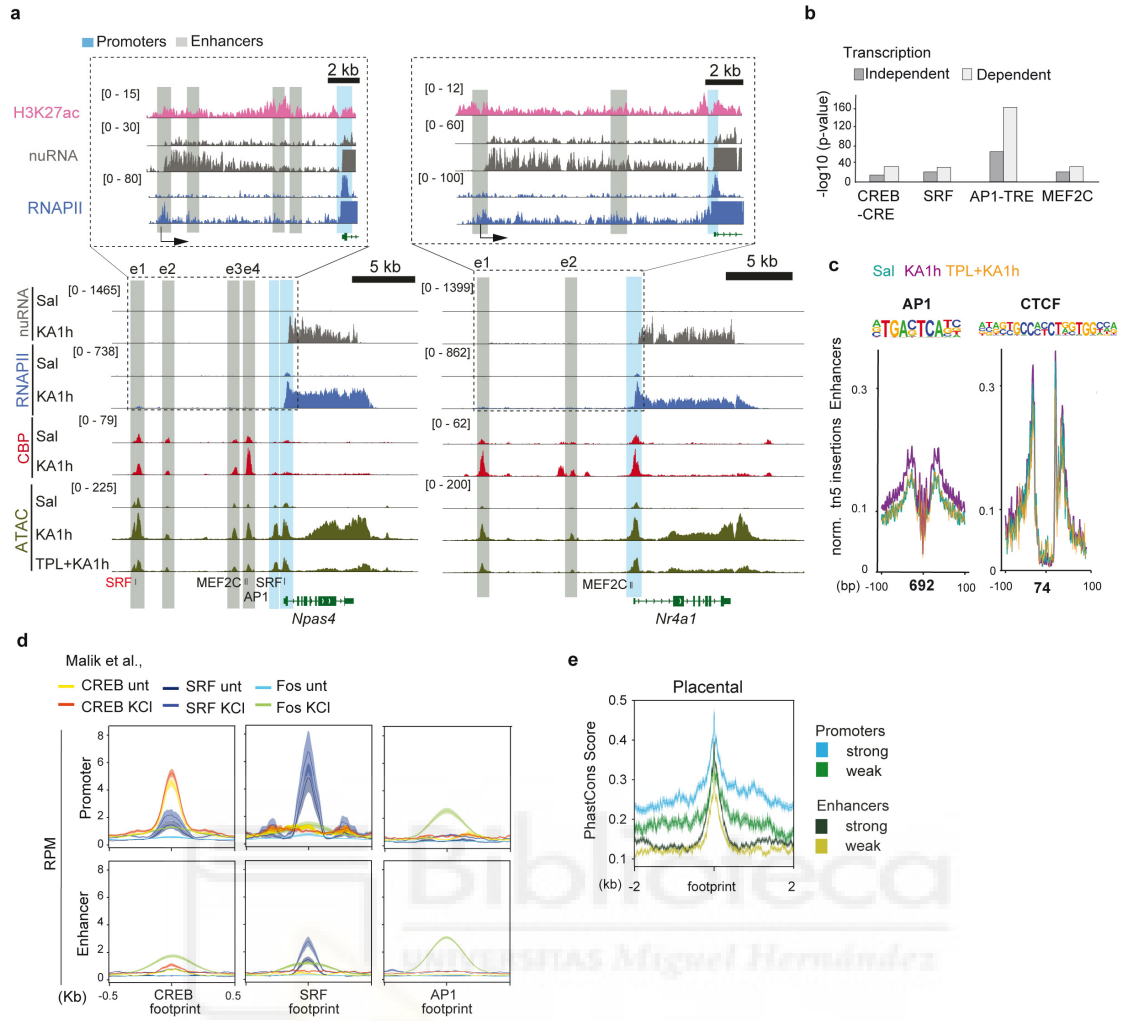 a
Promoters Enhancers
2 kb
2 kb
[0 - 15]
[0 - 12]
H3K27ac
[0 - 30]
[0 - 60]
nuRNA
[0 - 80]
[0 - 100]
RNAPII
e1 e2 e3 e4
5 kb
e1 e2
5 kb
nuRNA
Sal
[0 - 1465]
[0 - 1399]
KA1h
RNAPII
Sal
[0 - 738]
[0 - 862]
KA1h
CBP
Sal
[0 - 79]
[0 - 62]
KA1h
ATAC
Sal
[0 - 225]
[0 - 200]
KA1h
TPL+KA1h
SRF
MEF2C
SRF
AP1
MEF2C
Npas4
Nr4a1
b
Transcription
Independent Dependent
-log10 (p-value)
160
120
80
40
0
CREB
-CRE
SRF
AP1-TRE
MEF2C
c
Sal KA1h TPL+KA1h
AP1
CTCF
norm. tn5 insertions Enhancers
0.3
0.1
0
0.3
0.1
0
(bp) -100 692 100
-100 74 100
d
Malik et al.,
CREB unt SRF unt Fos unt
CREB KCl SRF KCl Fos KCl
RPM
Promoter
8
6
4
2
0
Enhancer
8
6
4
2
0
(Kb) -0.5 0.5
CREB
footprint
SRF
footprint
AP1
footprint
e
Placental
PhastCons Score
0.5
0.4
0.3
0.2
0.1
(kb) -2 footprint 2
Promoters
strong
weak
Enhancers
strong
weak
Biblioteca
UNIVERSITAS Miguel Hernández